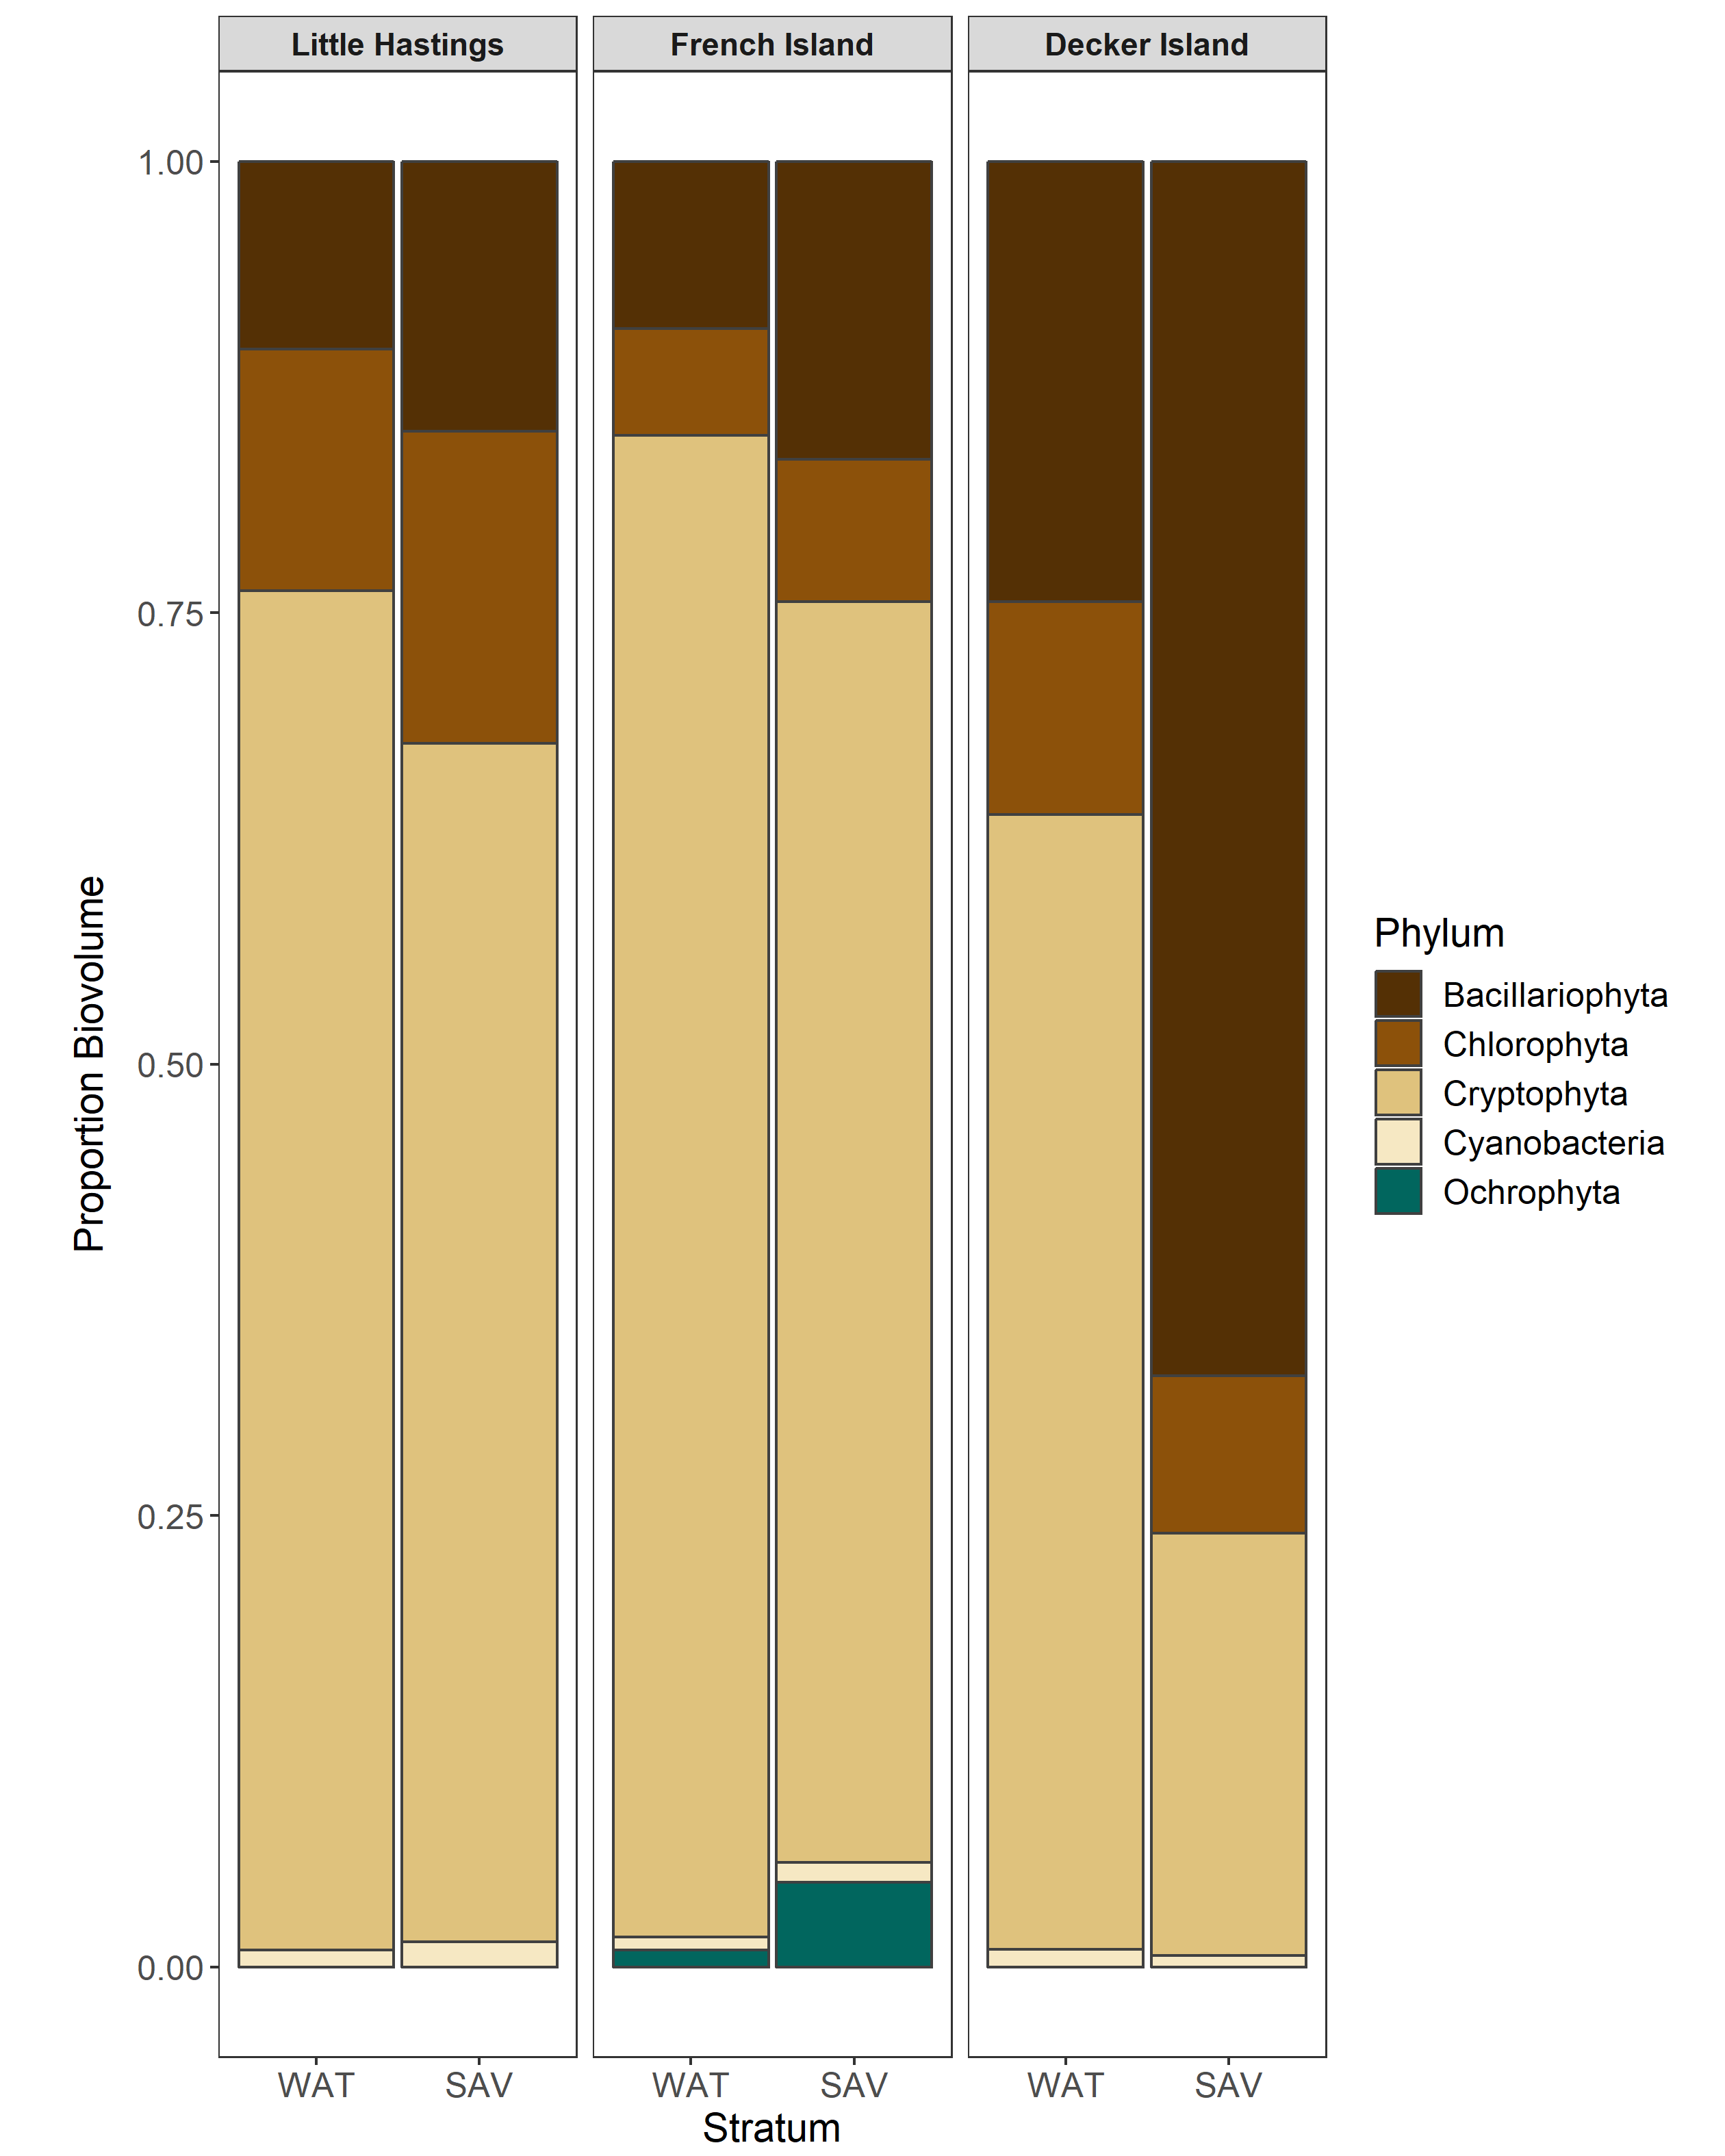 Little Hastings French Island Decker Island
1.00
0.75
0.50
0.25
0.00
Proportion Biovolume
WAT SAV WAT SAV WAT SAV
Stratum
Phylum
Bacillariophyta
Chlorophyta
Cryptophyta
Cyanobacteria
Ochrophyta